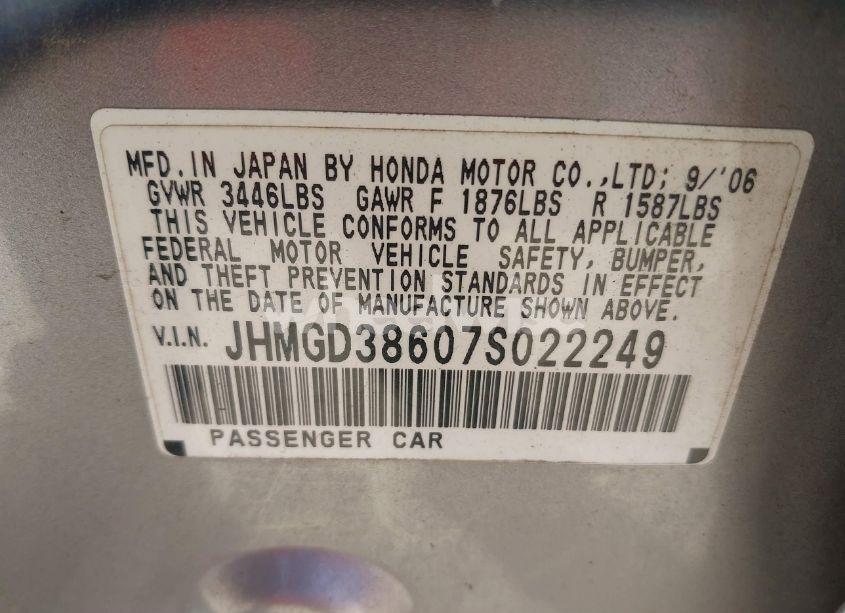 MFD. IN JAPAN BY HONDA MOTOR CO.,LTD; 9/'06
GVWR 3446LBS GAWR F 1876LBS R 1587LBS
THIS VEHICLE CONFORMS TO ALL APPLICABLE
FEDERAL MOTOR VEHICLE SAFETY, BUMPER,
AND THEFT PREVENTION STANDARDS IN EFFECT
ON THE DATE OF MANUFACTURE SHOWN ABOVE.
V.I.N. JHMGD38607S022249
PASSENGER CAR